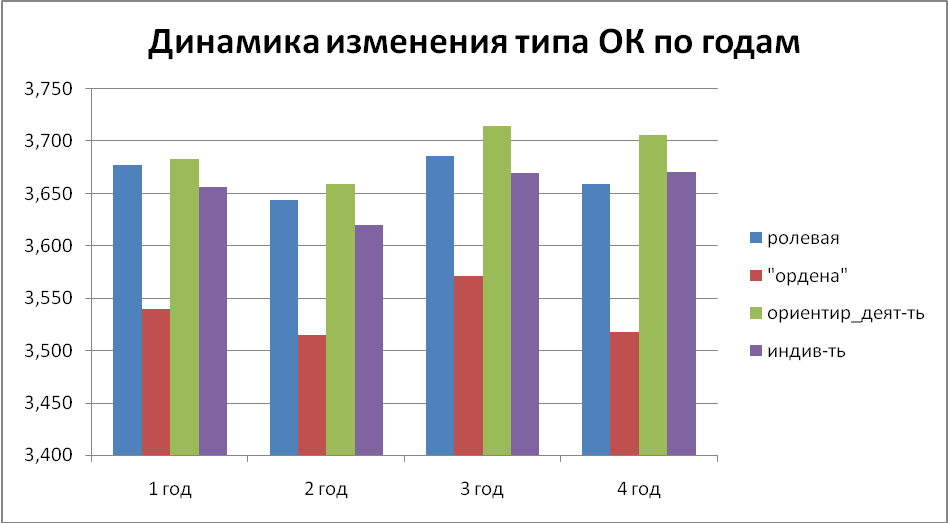 Динамика изменения типа ОК по годам
3,750
3,700
3,650
3,600
3,550
3,500
3,450
3,400
1 год
2 год
3 год
4 год
ролевая
"ордена"
ориентир_деят-ть
индив-ть